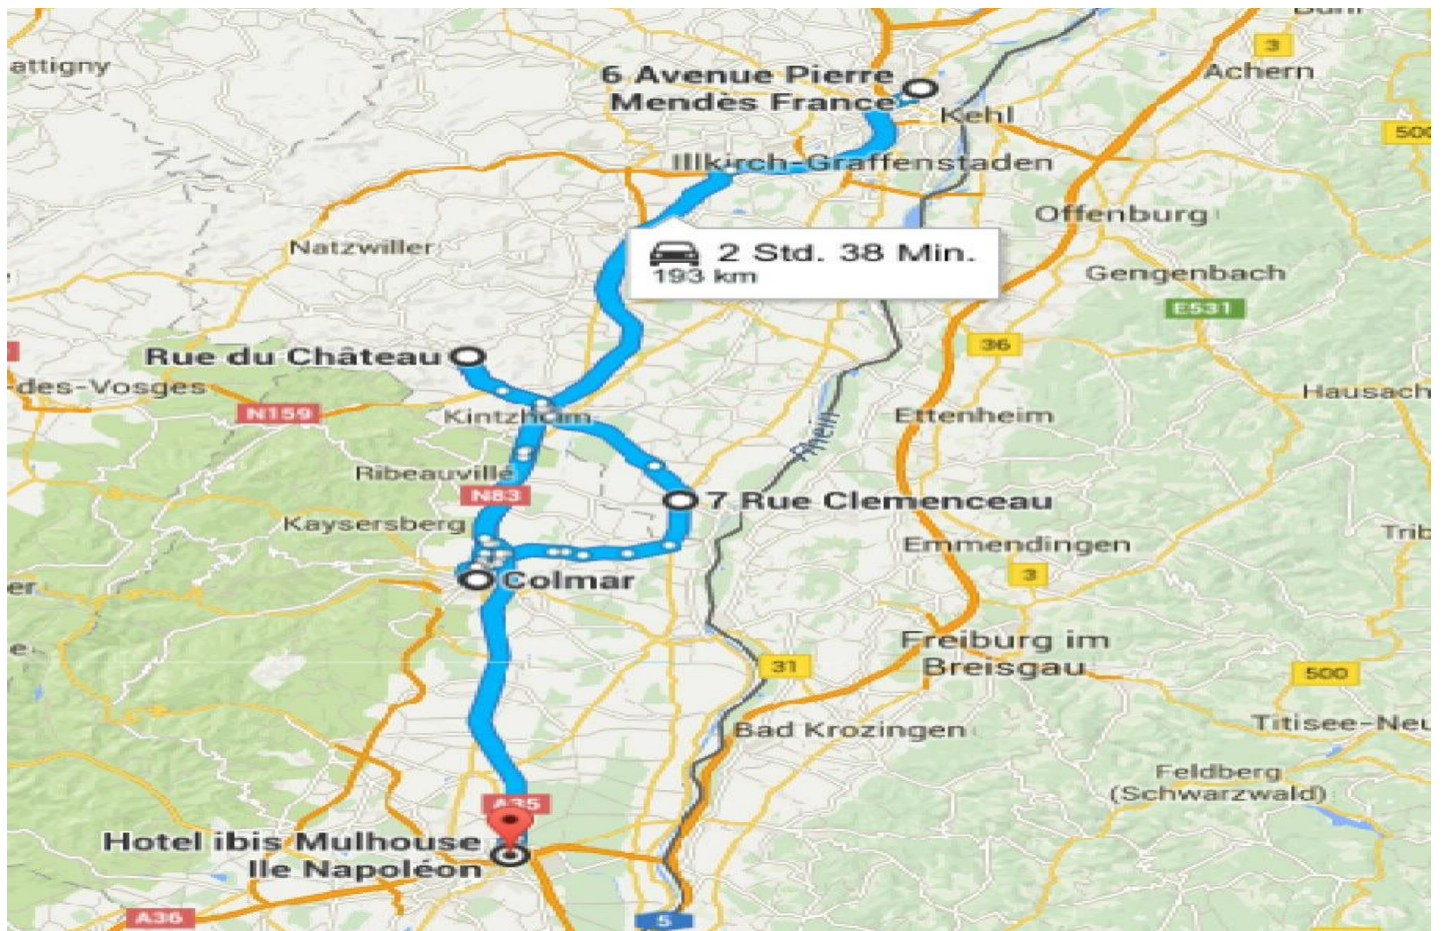 Bühl
3
attigny
Achern
6 Avenue Pierre
Mendès France
Kehl
500
Illkirch-Graffenstaden
Offenburg
Natzwiller
2 Std. 38 Min.
193 km
Gengenbach
E531
36
Rue du Château
-des-Vosges
Hausach
N159
Kintzheim
Ettenheim
Rhein
Ribeauvillé
N83
7 Rue Clemenceau
Kaysersberg
Trib
Emmendingen
3
Colmar
er
Freiburg im
Breisgau
e
31
500
Titisee-Neu
Bad Krozingen
Feldberg
(Schwarzwald)
A35
Hotel ibis Mulhouse
Ile Napoléon
A36
5